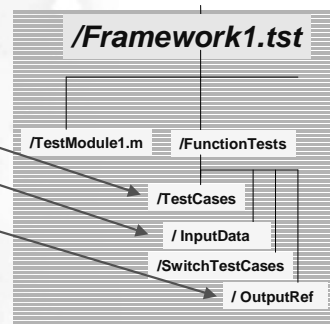 /Framework1.tst
/TestModule1.m /FunctionTests
/TestCases
/ InputData
/SwitchTestCases
/ OutputRef